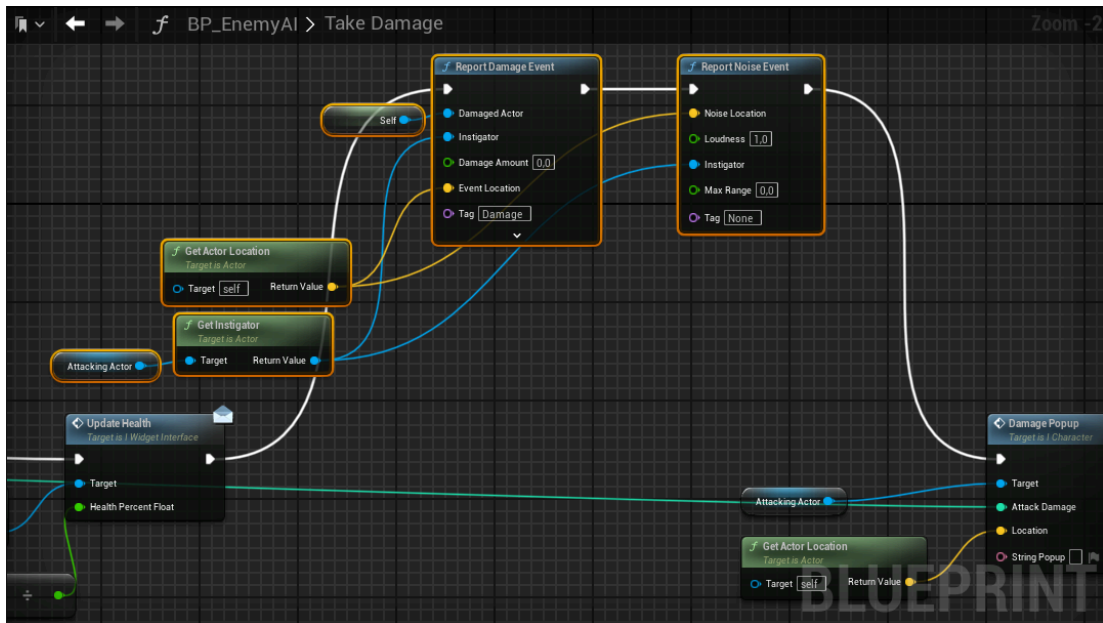 BP_EnemyAI > Take Damage
Zoom -2
Report Damage Event
Damaged Actor
Instigator
Damage Amount 0,0
Event Location
Tag Damage
Report Noise Event
Noise Location
Loudness 1,0
Instigator
Max Range 0,0
Tag None
Self
Get Actor Location
Target is Actor
Target self Return Value
Get Instigator
Target is Actor
Target Return Value
Attacking Actor
Update Health
Target is I Widget Interface
Target
Health Percent Float
÷
Attacking Actor
Get Actor Location
Target is Actor
Target self Return Value
Damage Popup
Target is I Character
Target
Attack Damage
Location
String Popup
BLUEPRINT